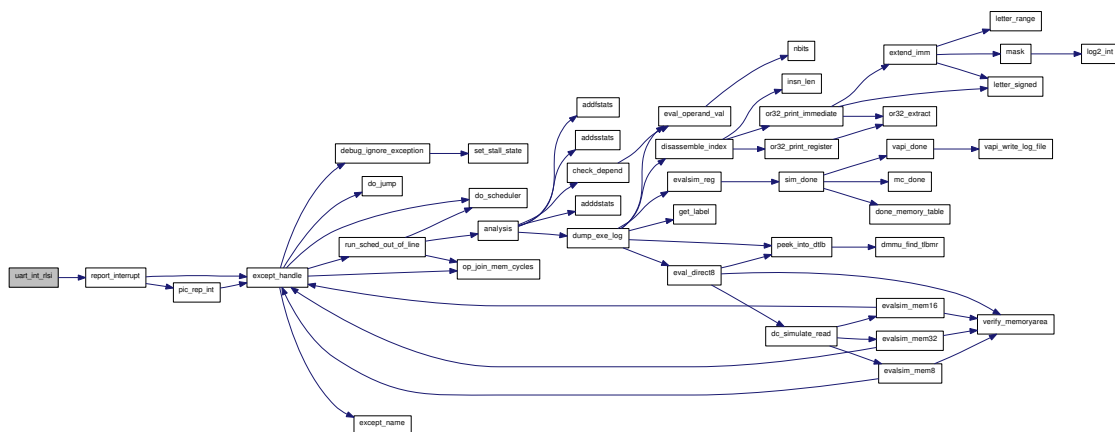 uart_int_rlsi
report_interrupt
pic_rep_int
except_handle
debug_ignore_exception
do_jump
do_scheduler
run_sched_out_of_line
set_stall_state
op_join_mem_cycles
except_name
analysis
addfstats
addsstats
check_depend
adddstats
dump_exe_log
eval_operand_val
disassemble_index
evalsim_reg
get_label
eval_direct8
nbits
insn_len
or32_print_immediate
or32_print_register
sim_done
peek_into_dtlb
dc_simulate_read
extend_imm
or32_extract
vapi_done
mc_done
done_memory_table
dmmu_find_tlbmr
evalsim_mem16
evalsim_mem32
evalsim_mem8
letter_range
mask
letter_signed
vapi_write_log_file
verify_memoryarea
log2_int